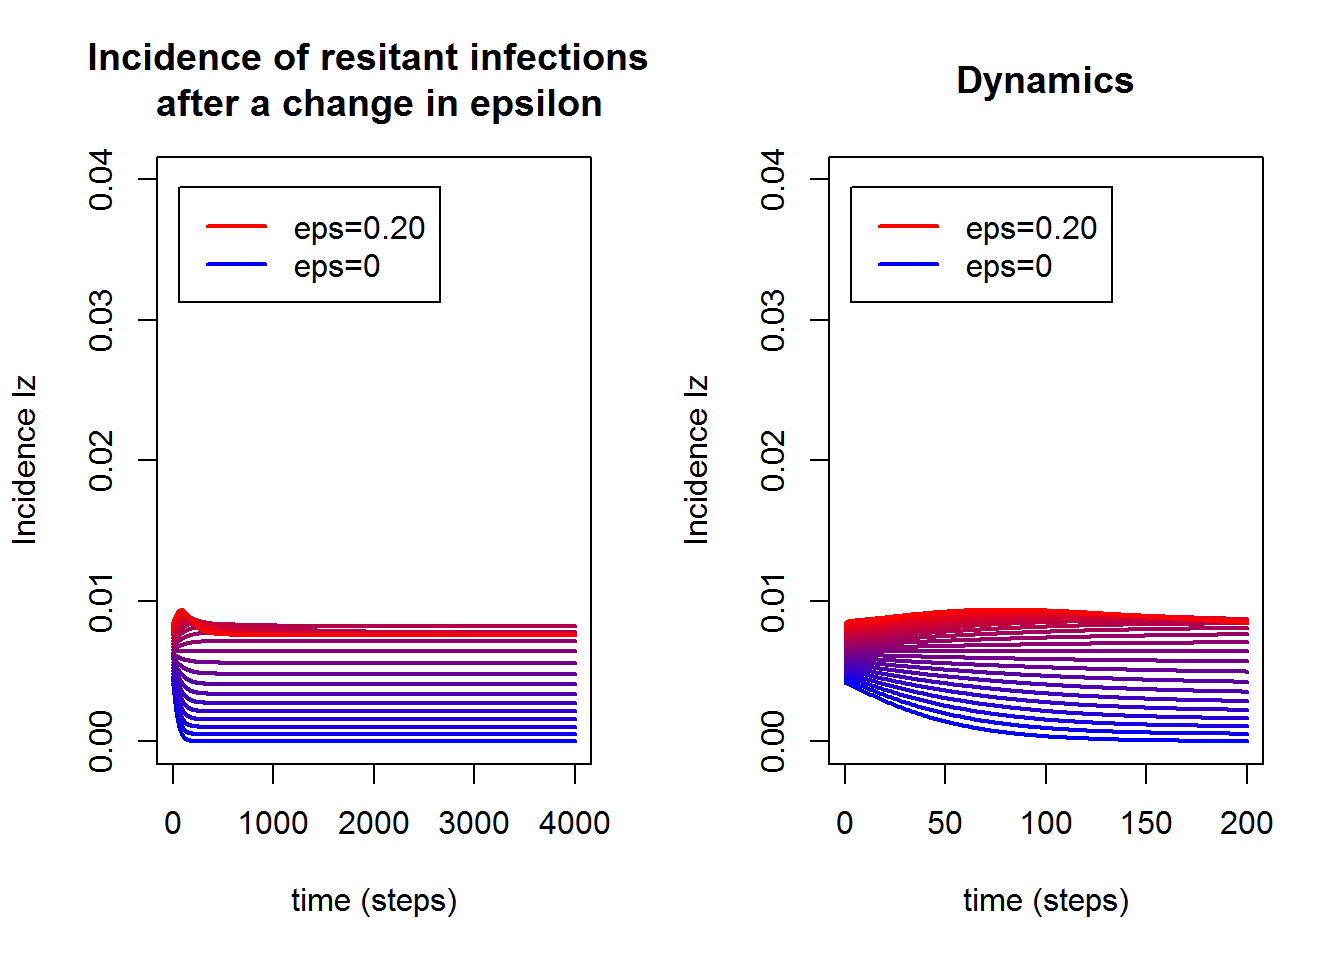 Incidence of resitant infections
after a change in epsilon
Incidence Iz
0.04
0.03
0.02
0.01
0.00
eps=0.20
eps=0
0 1000 2000 3000 4000
time (steps)
Dynamics
Incidence Iz
0.04
0.03
0.02
0.01
0.00
eps=0.20
eps=0
0 50 100 150 200
time (steps)